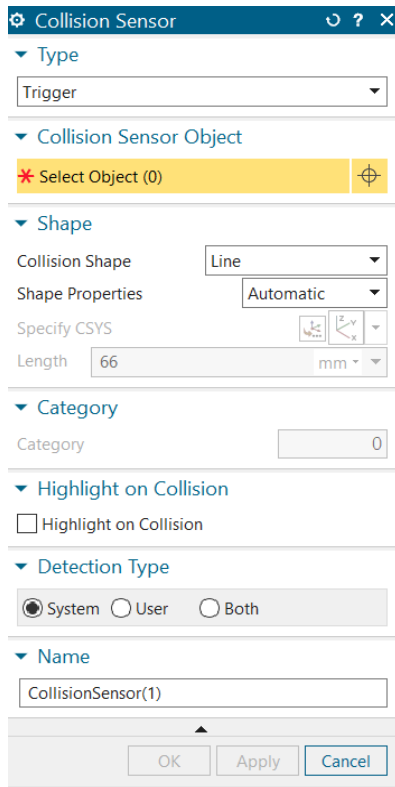 Collision Sensor ?
Type
Trigger
Collision Sensor Object
* Select Object (0)
Shape
Collision Shape Line
Shape Properties Automatic
Specify CSYS Z Y X
Length 66 mm
Category
Category 0
Highlight on Collision
Highlight on Collision
Detection Type
System User Both
Name
CollisionSensor(1)
OK Apply Cancel